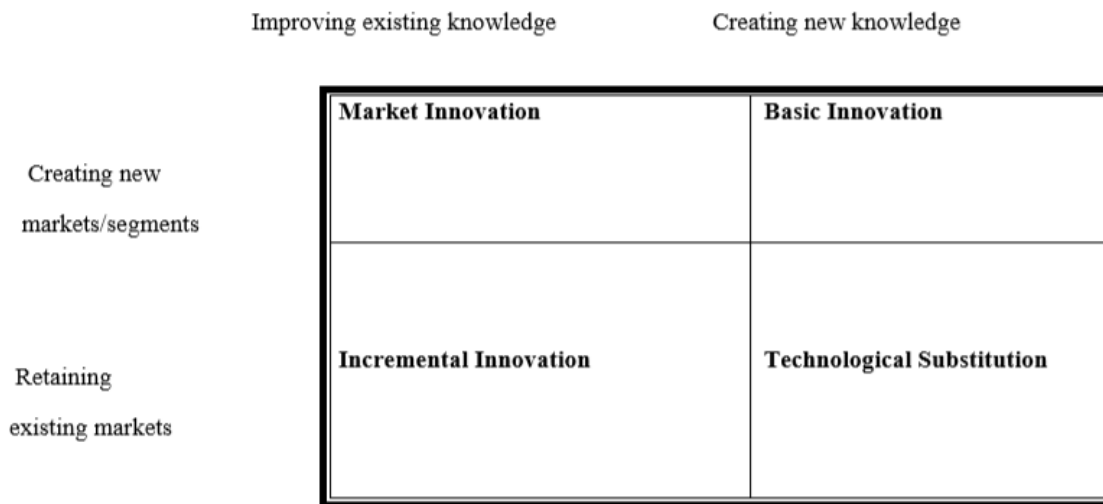 Improving existing knowledge
Creating new knowledge
Market Innovation
Basic Innovation
Creating new
markets/segments
Incremental Innovation
Technological Substitution
Retaining
existing markets